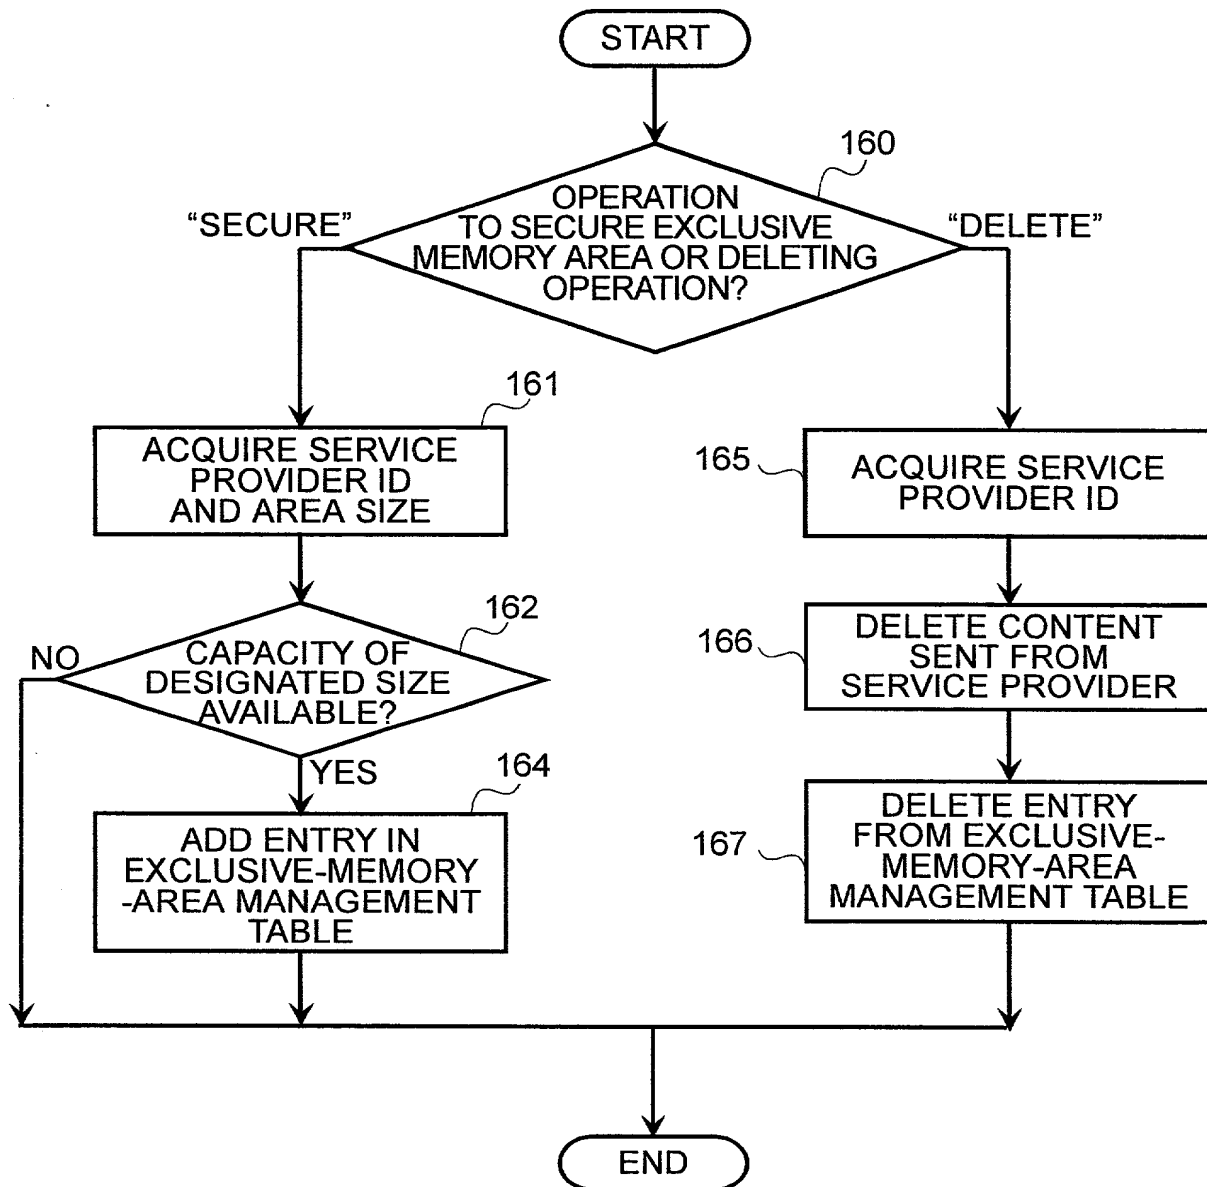 START
160
OPERATION
TO SECURE EXCLUSIVE
MEMORY AREA OR DELETING
OPERATION?
“SECURE”
“DELETE”
161
ACQUIRE SERVICE
PROVIDER ID
AND AREA SIZE
165
ACQUIRE SERVICE
PROVIDER ID
162
NO
CAPACITY OF
DESIGNATED SIZE
AVAILABLE?
YES
166
DELETE CONTENT
SENT FROM
SERVICE PROVIDER
164
ADD ENTRY IN
EXCLUSIVE-MEMORY
-AREA MANAGEMENT
TABLE
167
DELETE ENTRY
FROM EXCLUSIVE-
MEMORY-AREA
MANAGEMENT TABLE
END